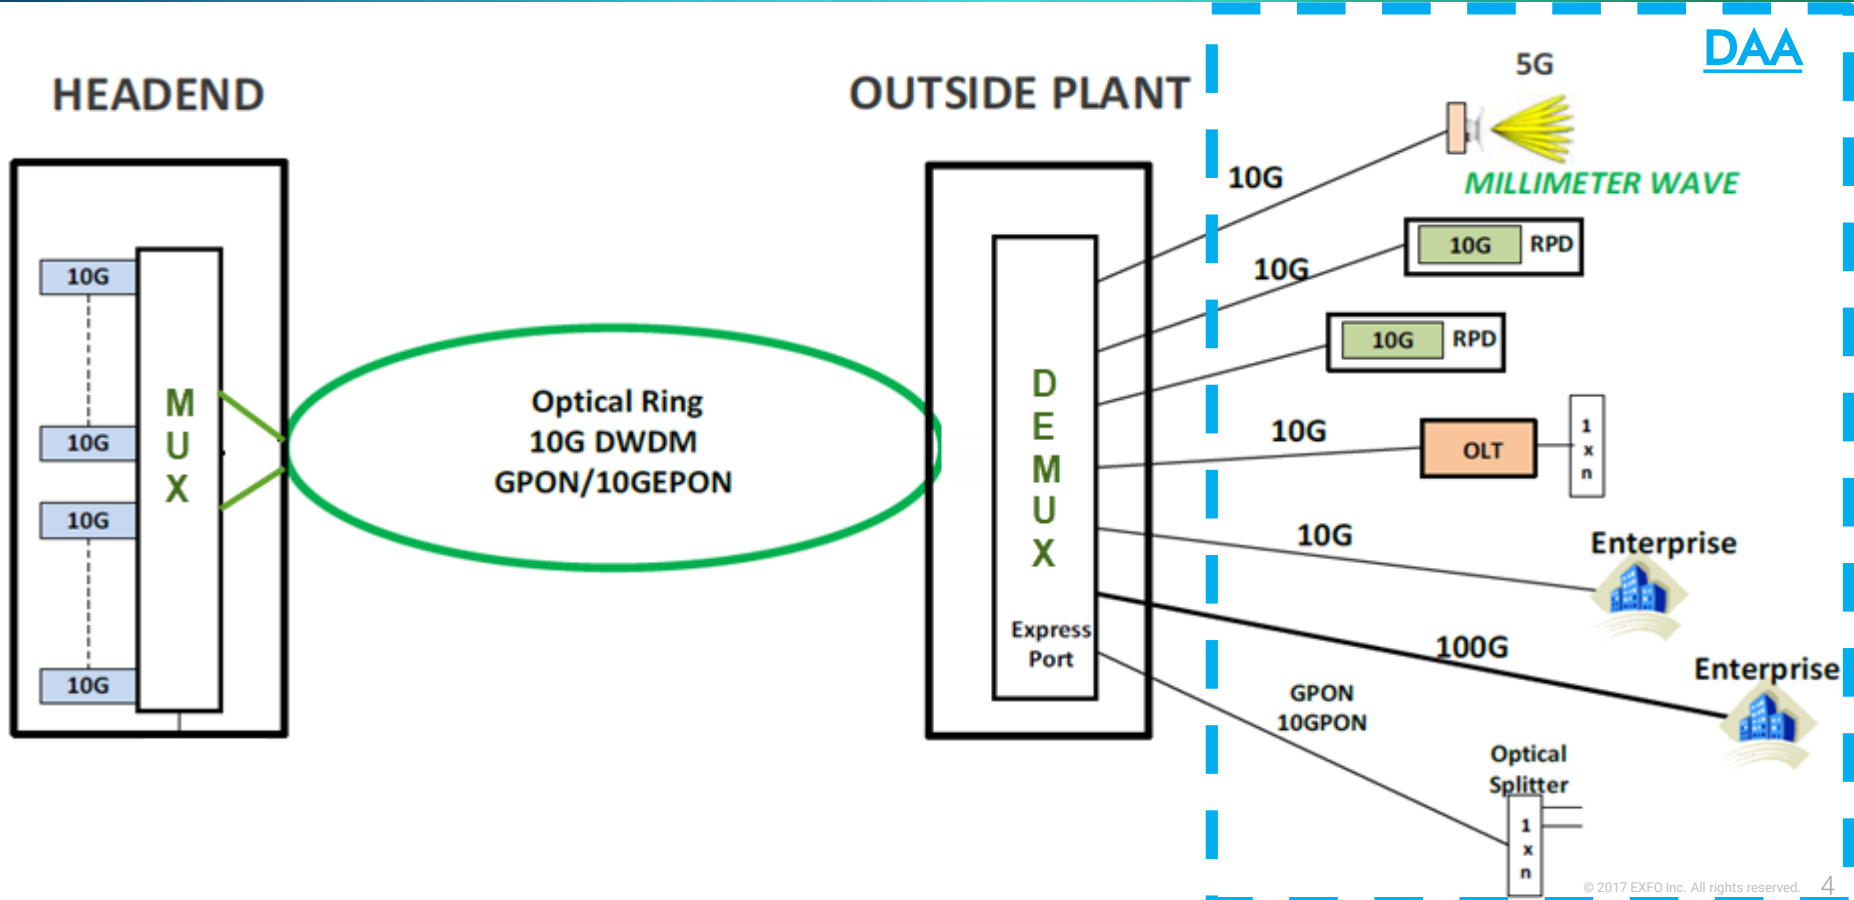 DAA
HEADEND
OUTSIDE PLANT
5G
MILLIMETER WAVE
10G
10G
10G
10G
M
U
X
Optical Ring
10G DWDM
GPON/10GEPON
D
E
M
U
X
Express
Port
10G
10G
10G RPD
10G RPD
10G
OLT
1
x
n
10G
Enterprise
100G
Enterprise
GPON
10GPON
Optical
Splitter
1
x
n
© 2017 EXFO Inc. All rights reserved. 4